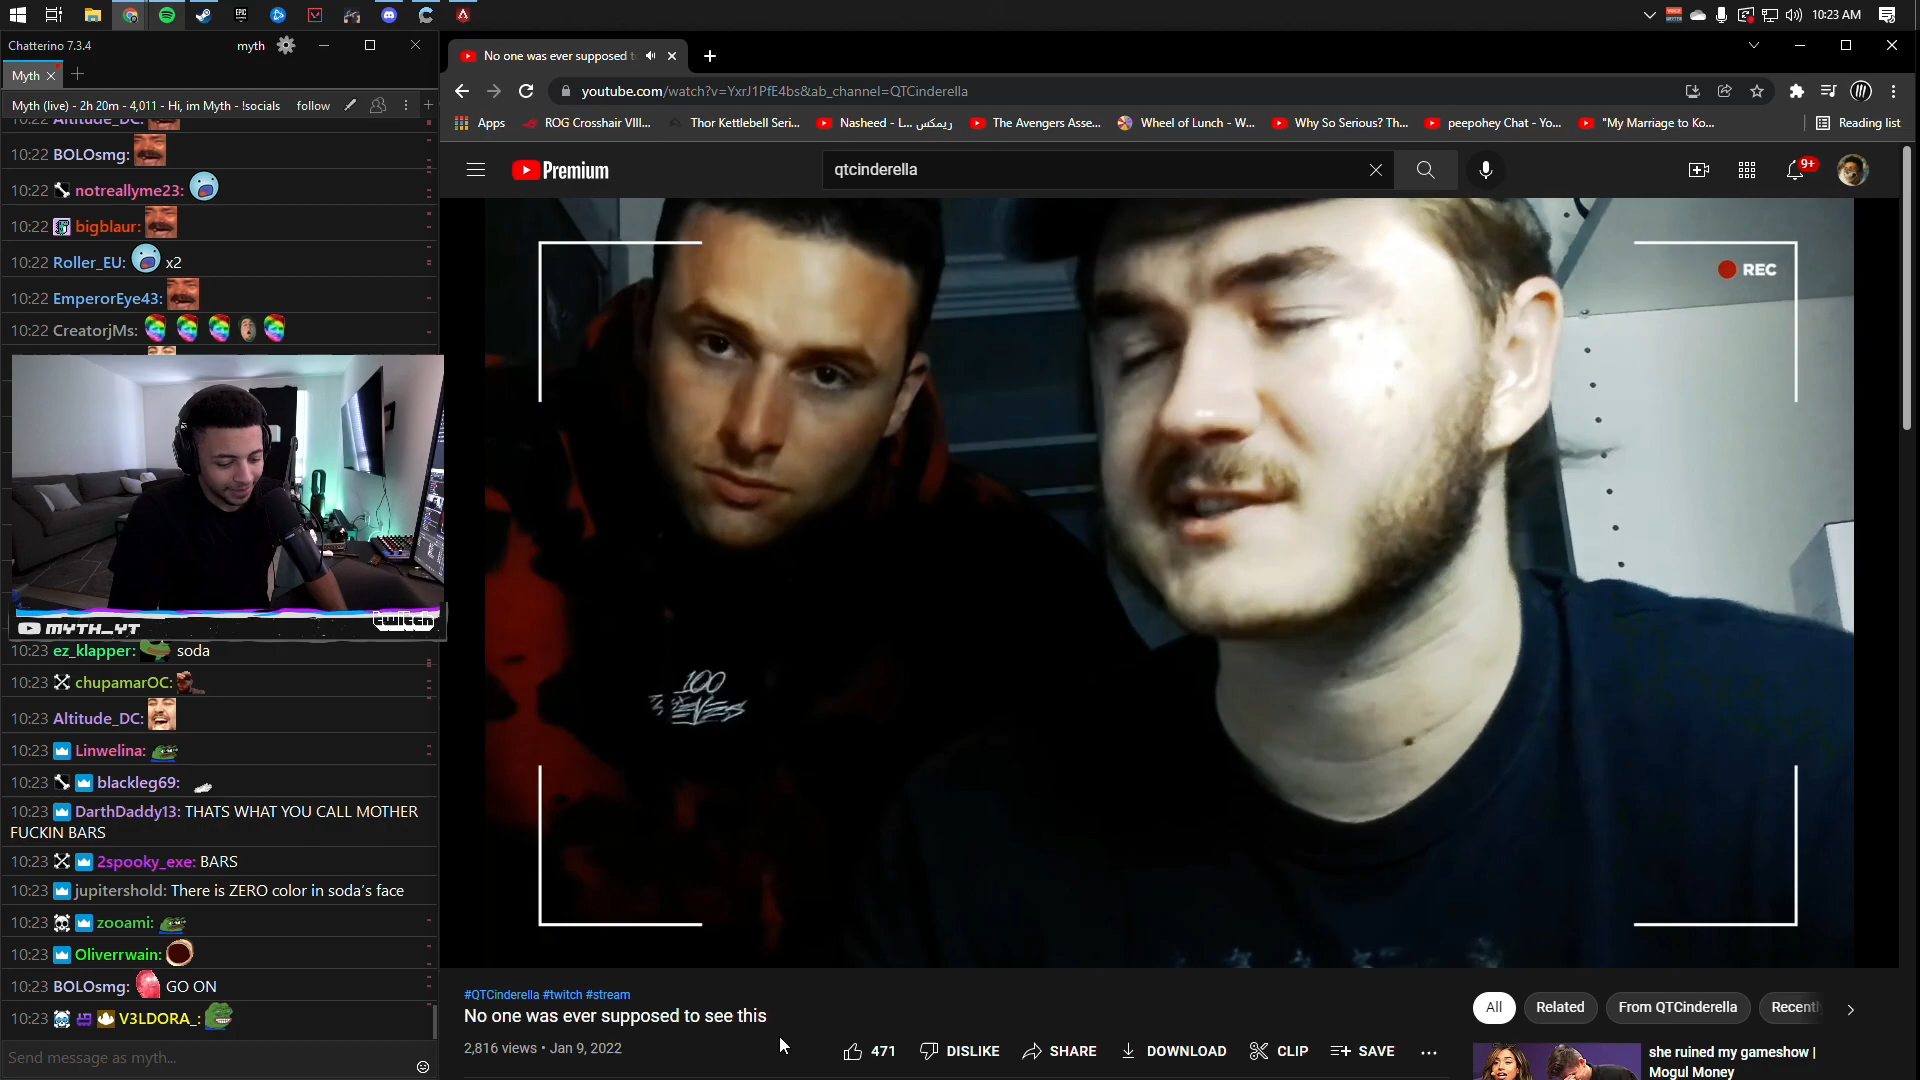 10:23 AM
Chatterino 7.3.4
myth
Myth
Myth (live) - 2h 20m - 4,011 - Hi, im Myth - !socials
follow
10:22 Altitude_DC:
10:22 BOLOsmg:
10:22 notreallyme23:
10:22 bigblaur:
10:22 Roller_EU: x2
10:22 EmperorEye43:
10:22 CreatorjMs:
MYTH_YT
twitch
10:23 ez_klapper: soda
10:23 chupamarOC:
10:23 Altitude_DC:
10:23 Linwelina:
10:23 blackleg69:
10:23 DarthDaddy13: THATS WHAT YOU CALL MOTHER
FUCKIN BARS
10:23 2spooky_exe: BARS
10:23 jupitershold: There is ZERO color in soda's face
10:23 zooami:
10:23 Oliverrwain:
10:23 BOLOsmg: GO ON
10:23 V3LDORA_:
Send message as myth...
No one was ever supposed t
youtube.com/watch?v=YxrJ1PfE4bs&ab_channel=QTCinderella
Apps
ROG Crosshair VIII...
Thor Kettlebell Seri...
Nasheed - L... ريمكس
The Avengers Asse...
Wheel of Lunch - W...
Why So Serious? Th...
peepohey Chat - Yo...
"My Marriage to Ko...
Reading list
Premium
qtcinderella
9+
REC
100
#QTCinderella #twitch #stream
No one was ever supposed to see this
2,816 views • Jan 9, 2022
471
DISLIKE
SHARE
DOWNLOAD
CLIP
SAVE
All
Related
From QTCinderella
Recently
she ruined my gameshow |
Mogul Money